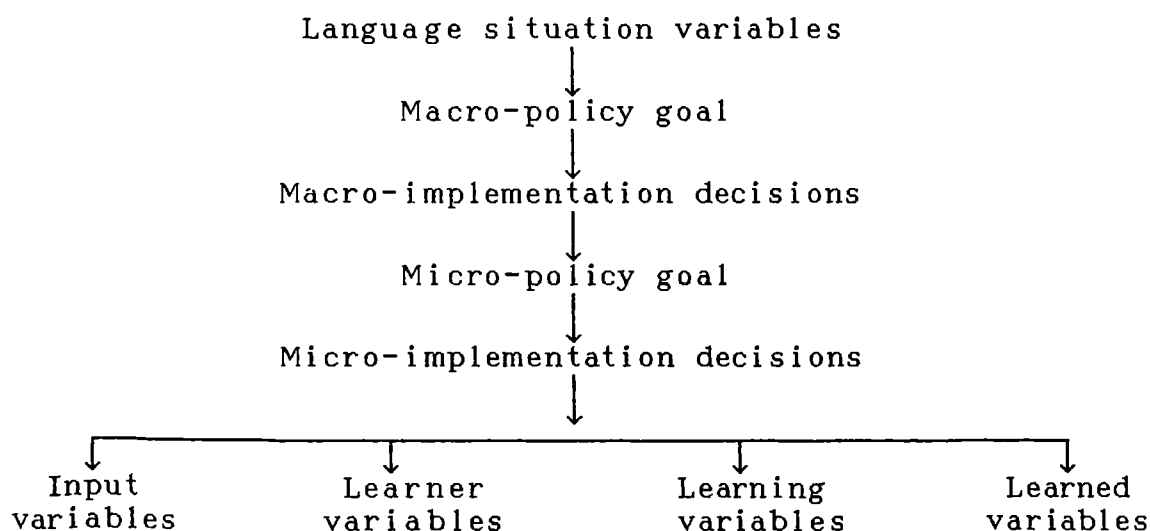 Language situation variables
Macro-policy goal
Macro-implementation decisions
Micro-policy goal
Micro-implementation decisions
Input variables
Learner variables
Learning variables
Learned variables